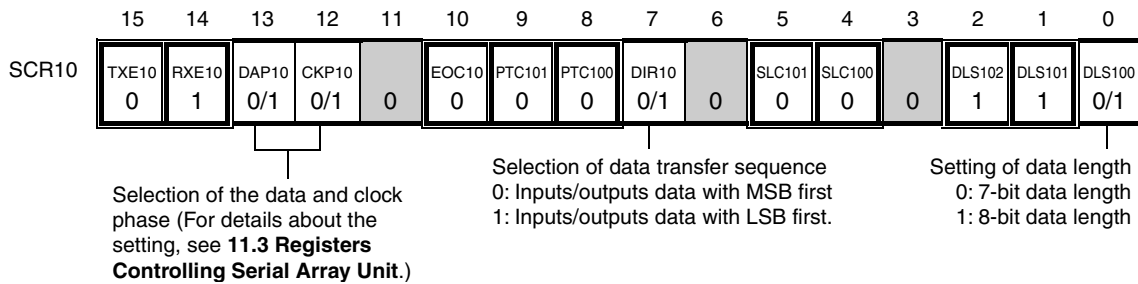 15 14 13 12 11 10 9 8 7 6 5 4 3 2 1 0
SCR10 TXE10 RXE10 DAP10 CKP10 EOC10 PTC101 PTC100 DIR10 SLC101 SLC100 DLS102 DLS101 DLS100
0 1 0/1 0/1 0 0 0 0 0/1 0 0 0 0 1 1 0/1
Selection of the data and clock
phase (For details about the
setting, see 11.3 Registers
Controlling Serial Array Unit.)
Selection of data transfer sequence
0: Inputs/outputs data with MSB first
1: Inputs/outputs data with LSB first.
Setting of data length
0: 7-bit data length
1: 8-bit data length